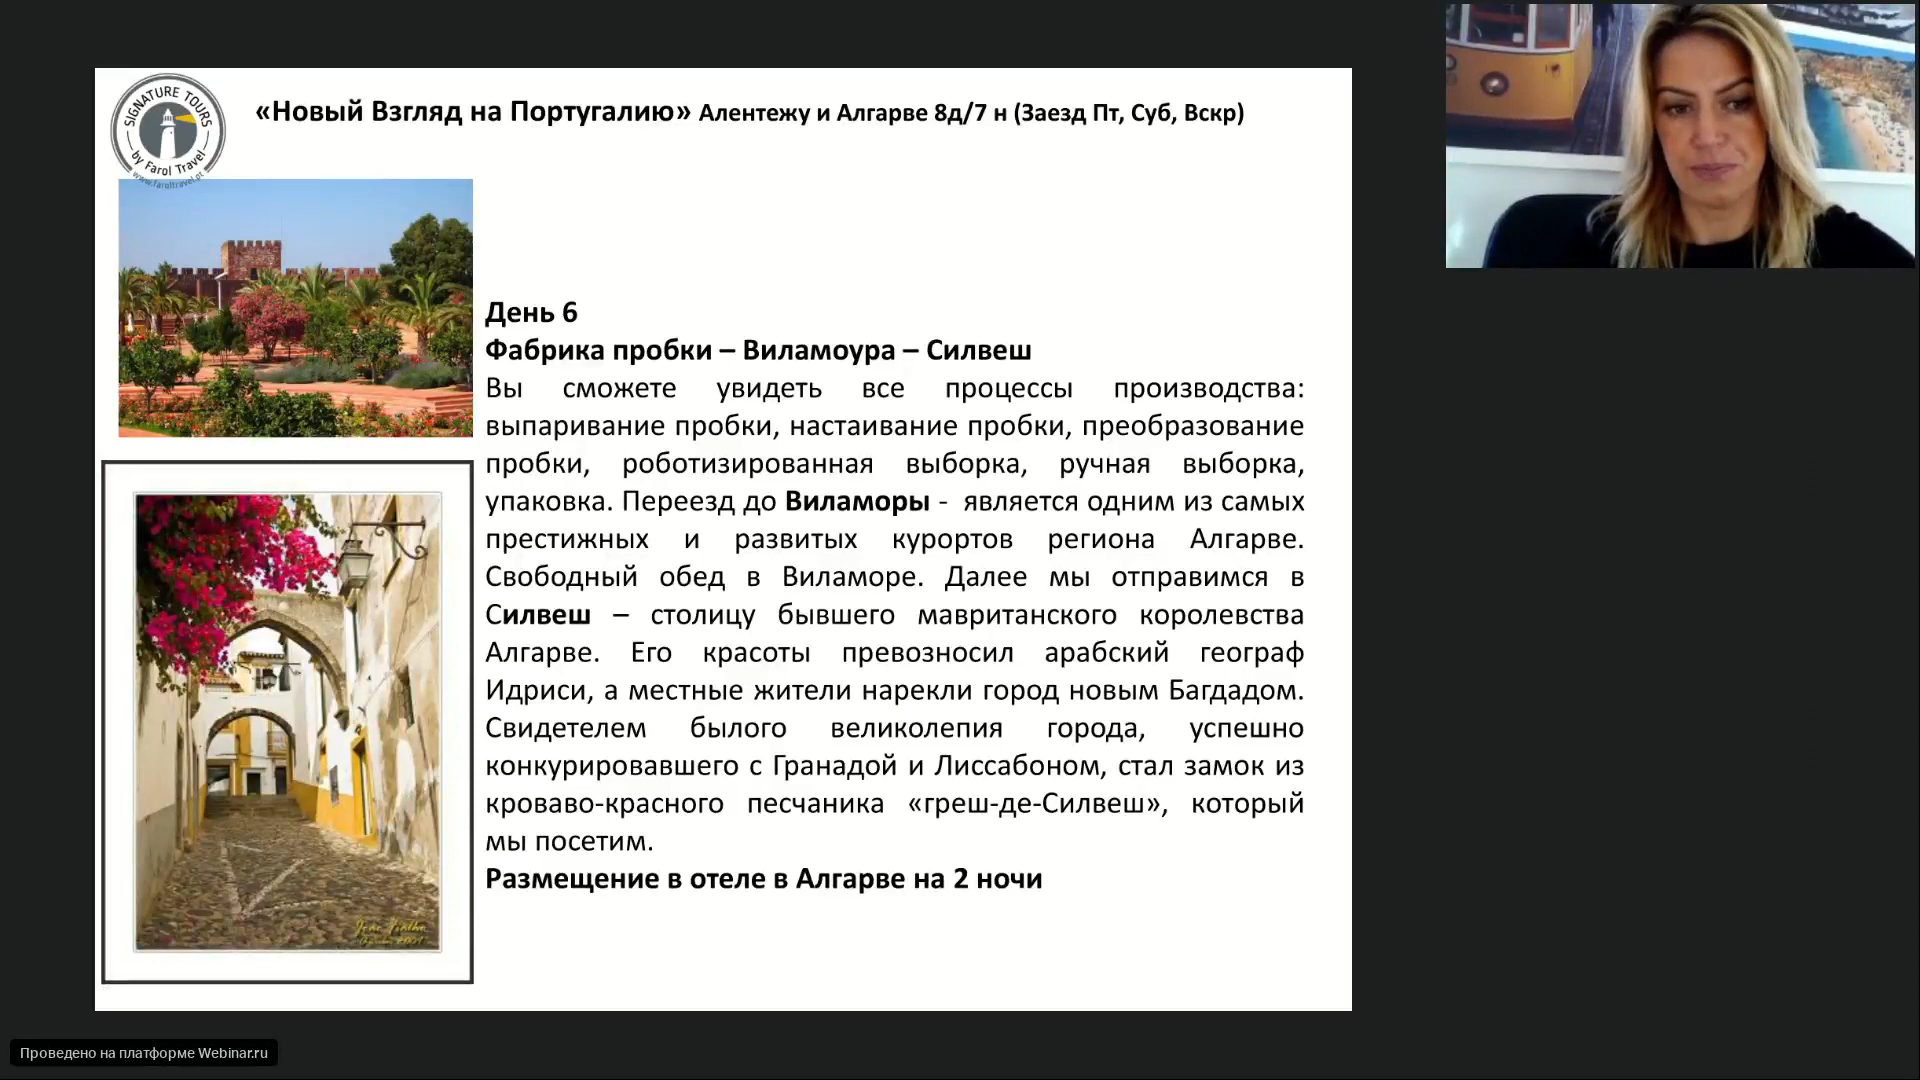 SIGNATURE TOURS
by Farol Travel
www.faroltravel.pt
«Новый Взгляд на Португалию» Алентежу и Алгарве 8д/7 н (Заезд Пт, Суб, Вскр)
День 6
Фабрика пробки – Виламоура – Силвеш
Вы сможете увидеть все процессы производства:
выпаривание пробки, настаивание пробки, преобразование
пробки, роботизированная выборка, ручная выборка,
упаковка. Переезд до Виламоры - является одним из самых
престижных и развитых курортов региона Алгарве.
Свободный обед в Виламоре. Далее мы отправимся в
Силвеш – столицу бывшего мавританского королевства
Алгарве. Его красоты превозносил арабский географ
Идриси, а местные жители нарекли город новым Багдадом.
Свидетелем былого великолепия города, успешно
конкурировавшего с Гранадой и Лиссабоном, стал замок из
кроваво-красного песчаника «греш-де-Силвеш», который
мы посетим.
Размещение в отеле в Алгарве на 2 ночи
Проведено на платформе Webinar.ru